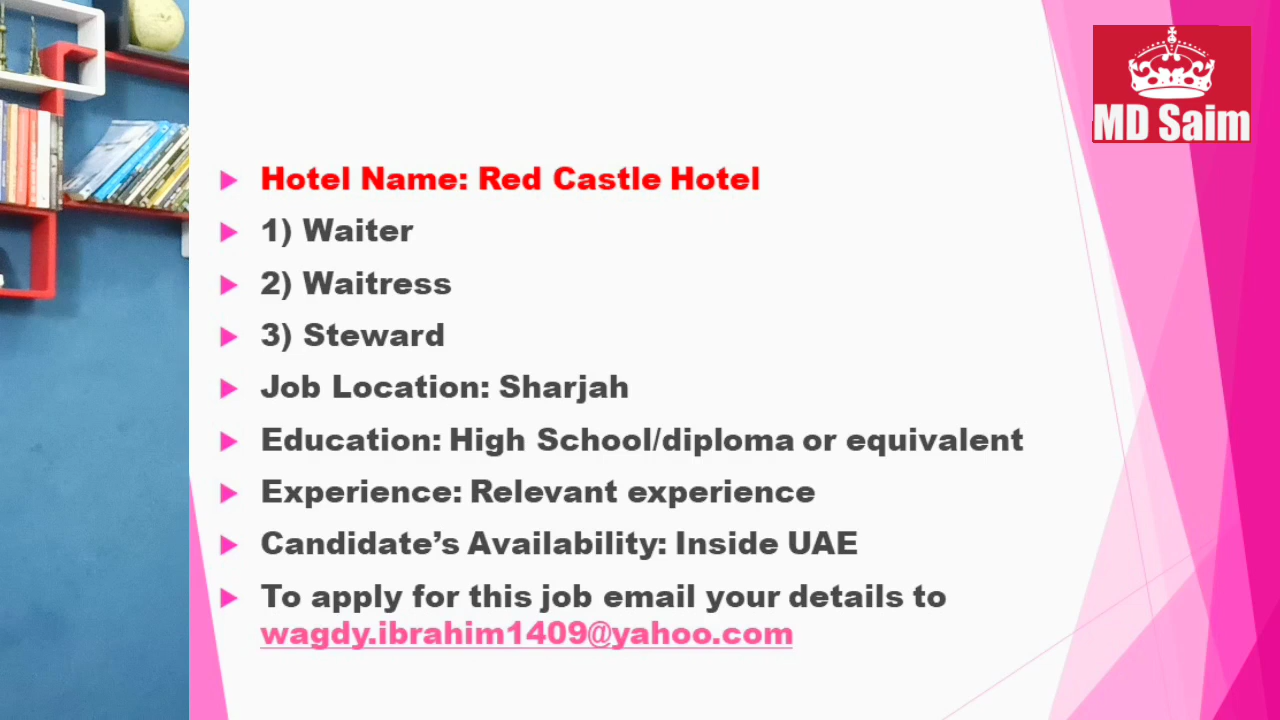 MD Saim
Hotel Name: Red Castle Hotel
1) Waiter
2) Waitress
3) Steward
Job Location: Sharjah
Education: High School/diploma or equivalent
Experience: Relevant experience
Candidate’s Availability: Inside UAE
To apply for this job email your details to
wagdy.ibrahim1409@yahoo.com